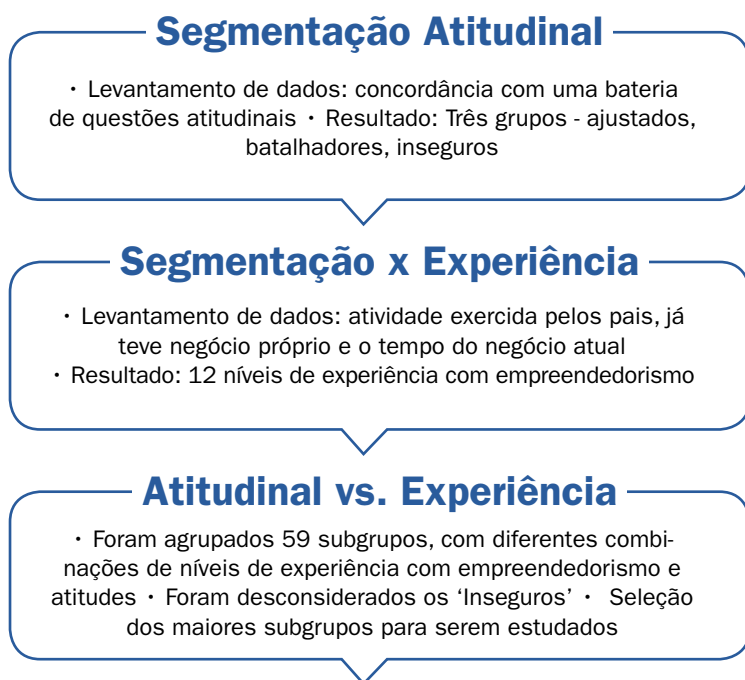 Segmentação Atitudinal
• Levantamento de dados: concordância com uma bateria
de questões atitudinais • Resultado: Três grupos - ajustados,
batalhadores, inseguros
Segmentação x Experiência
• Levantamento de dados: atividade exercida pelos pais, já
teve negócio próprio e o tempo do negócio atual
• Resultado: 12 níveis de experiência com empreendedorismo
Atitudinal vs. Experiência
• Foram agrupados 59 subgrupos, com diferentes combi-
nações de níveis de experiência com empreendedorismo e
atitudes • Foram desconsiderados os ‘Inseguros’ • Seleção
dos maiores subgrupos para serem estudados